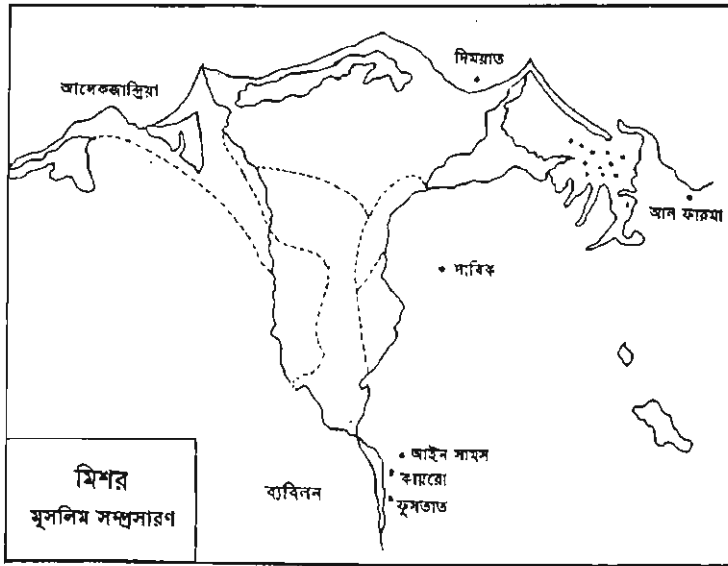 দিময়াত
আলেকজান্দ্রিয়া
আল ফারমা
দাবিক
আইন সামস
কায়রো
ব্যবিলন
ফুসতাত
মিশর
মুসলিম সম্প্রসারণ